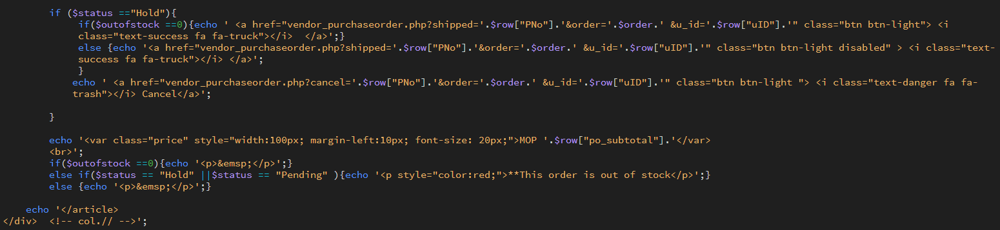 if ($status =="Hold"){
if($outofstock ==0){echo ' <a href="vendor_purchaseorder.php?shipped='.$row["PNo"].'&order='.$order.' &u_id='.$row["uID"].'" class="btn btn-light"> <i
class="text-success fa fa-truck"></i>  </a>';}
else {echo '<a href="vendor_purchaseorder.php?shipped='.$row["PNo"].'&order='.$order.' &u_id='.$row["uID"].'" class="btn btn-light disabled" > <i class="text-
success fa fa-truck"></i> </a>';
}
echo ' <a href="vendor_purchaseorder.php?cancel='.$row["PNo"].'&order='.$order.' &u_id='.$row["uID"].'" class="btn btn-light "> <i class="text-danger fa fa-
trash"></i> Cancel</a>';
}
echo '<var class="price" style="width:100px; margin-left:10px; font-size: 20px;">MOP '.$row["po_subtotal"].'</var>
<br>';
if($outofstock ==0){echo '<p>&emsp;</p>';}
else if($status == "Hold" ||$status == "Pending" ){echo '<p style="color:red;">**This order is out of stock</p>';}
else {echo '<p>&emsp;</p>';}
echo '</article>
</div>  <!-- col.// -->';